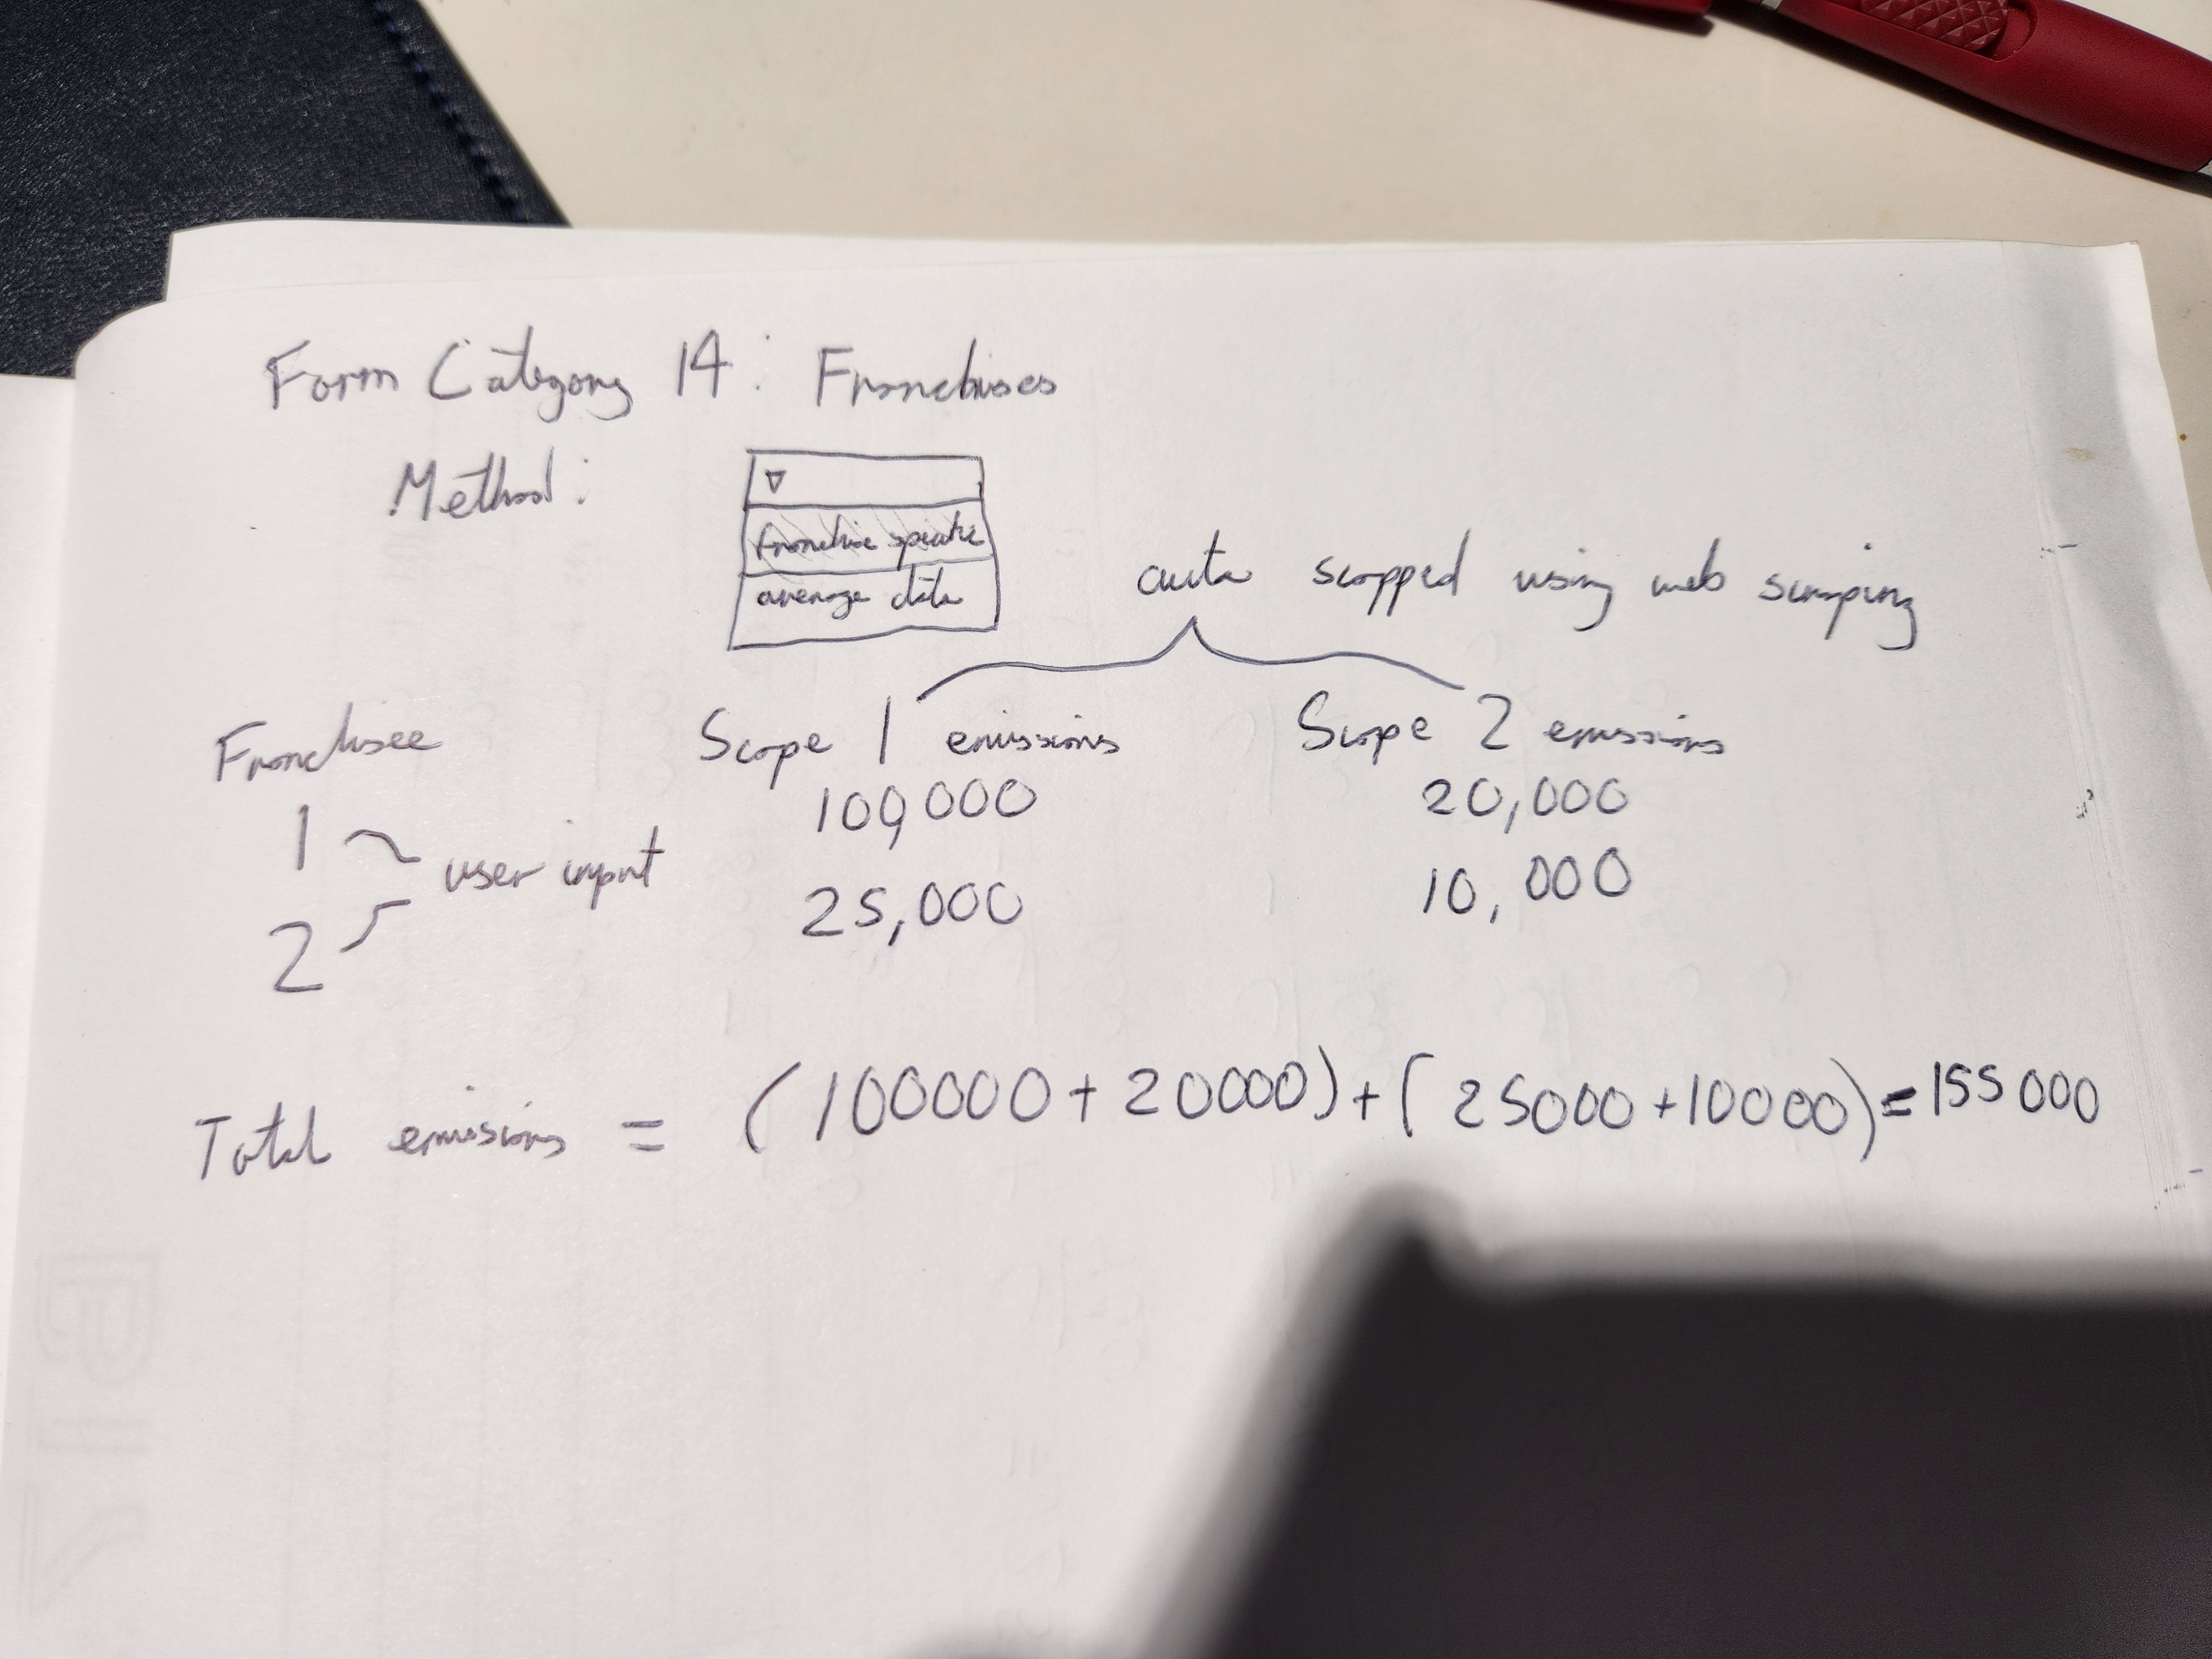 Form Category 14: Franchises
Method:
franchise specific
average data
auto scrapped using web scraping
Franchisee
Scope 1 emissions
Scope 2 emissions
1
user input
100,000
20,000
2
25,000
10,000
Total emissions = (100000 + 20000) + (25000 + 10000) = 155000